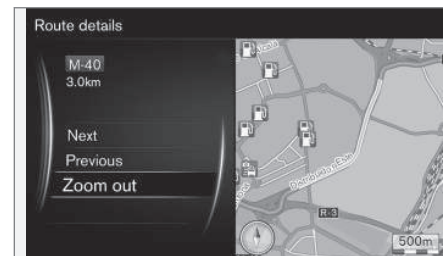 Route details
M-40
3.0km
Next
Previous
Zoom out
R-3
500m